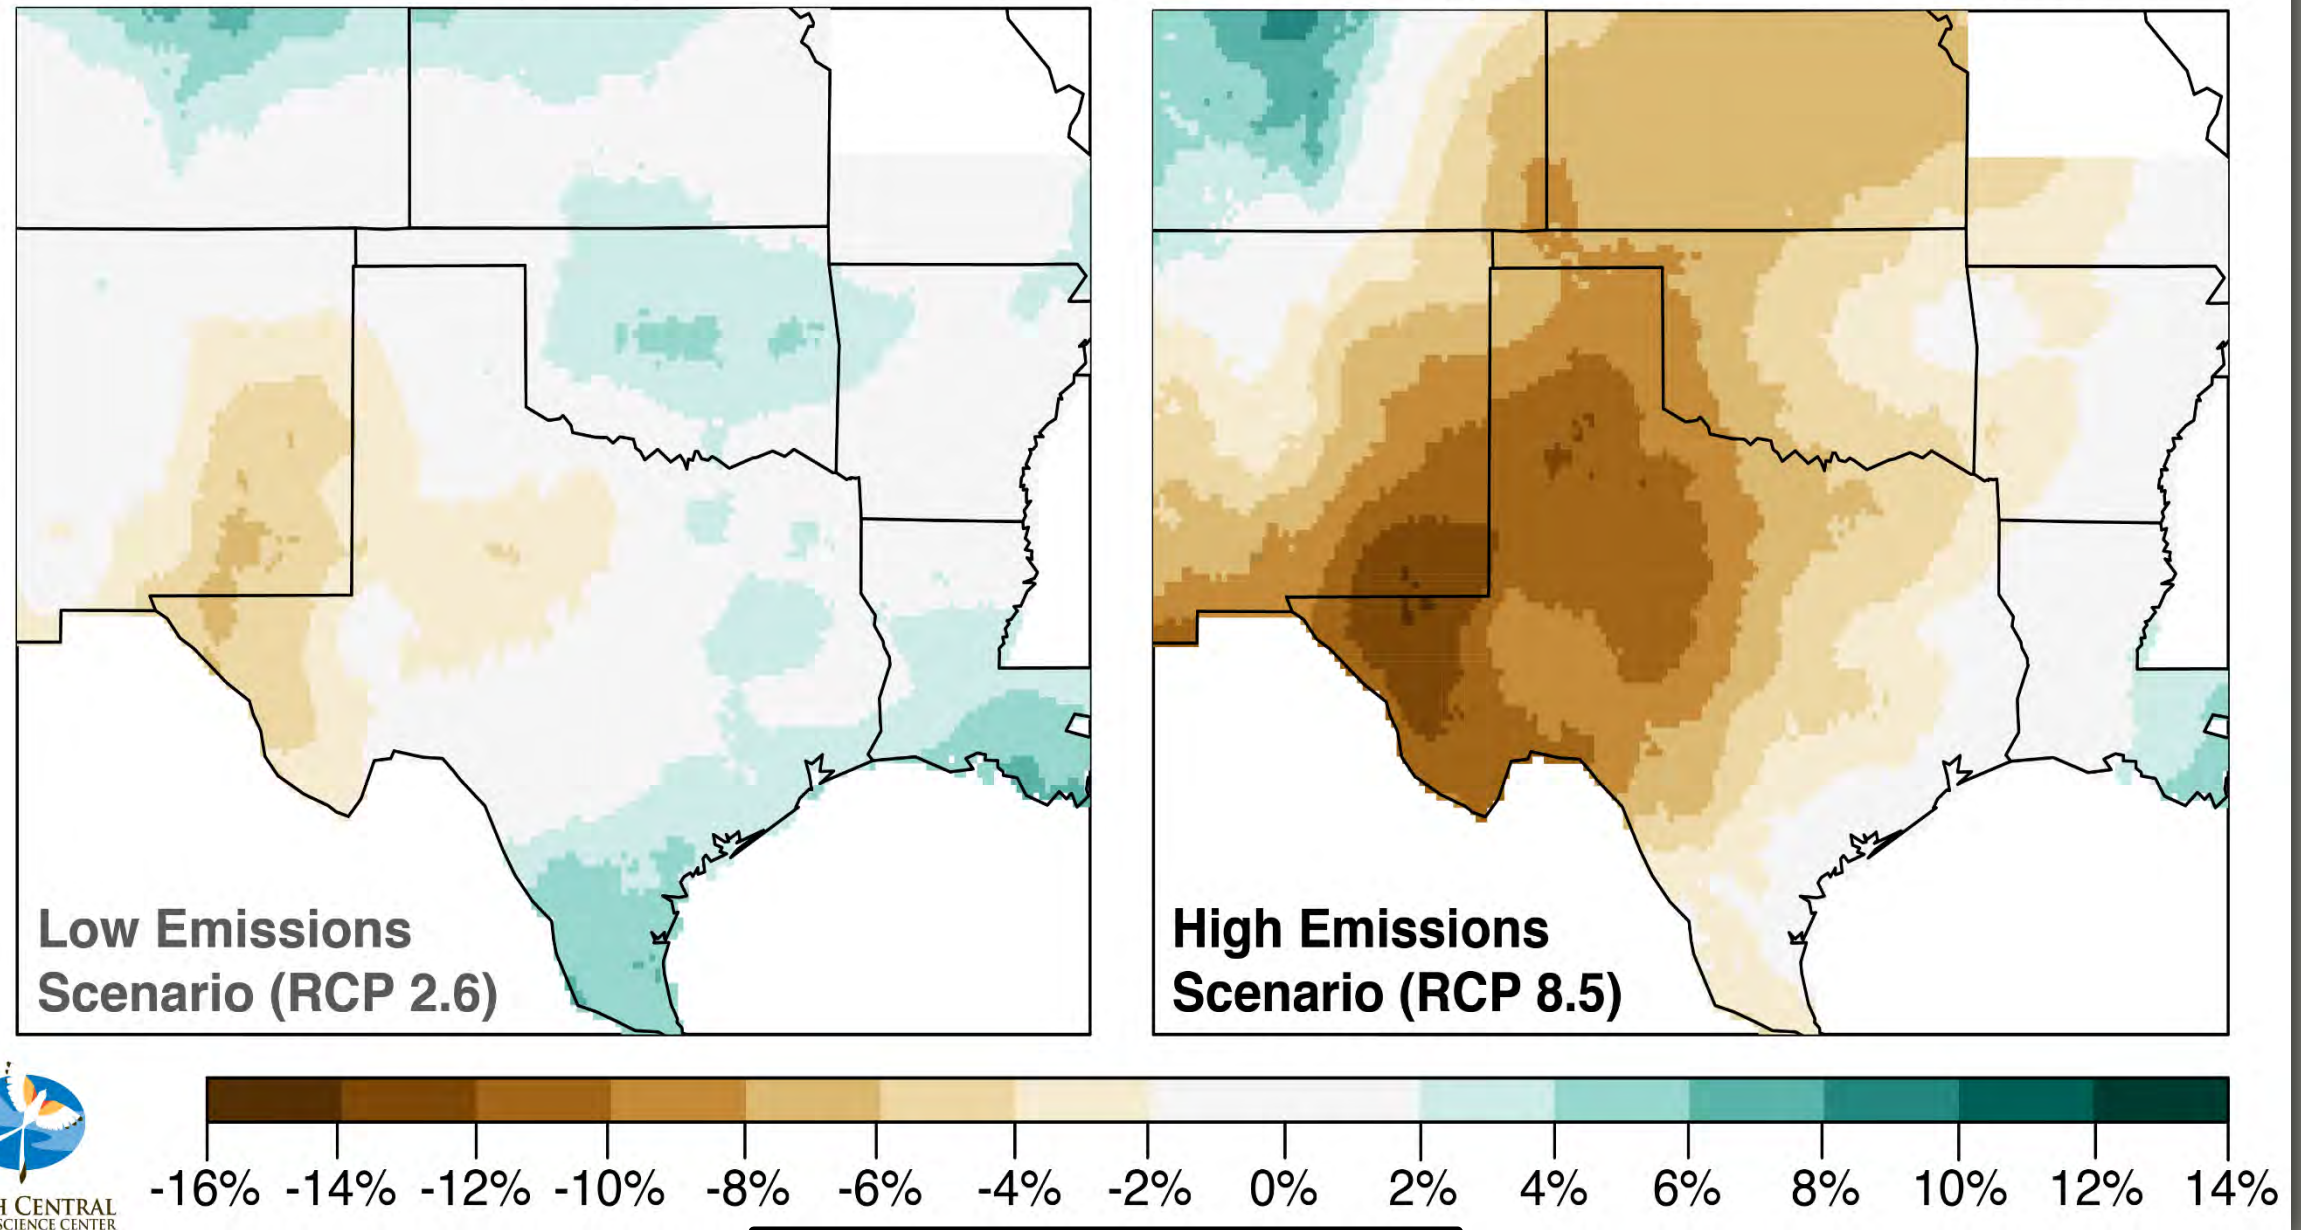 Low Emissions
Scenario (RCP 2.6)
High Emissions
Scenario (RCP 8.5)
-16% -14% -12% -10% -8% -6% -4% -2% 0% 2% 4% 6% 8% 10% 12% 14%
CENTRAL
SCIENCE CENTER